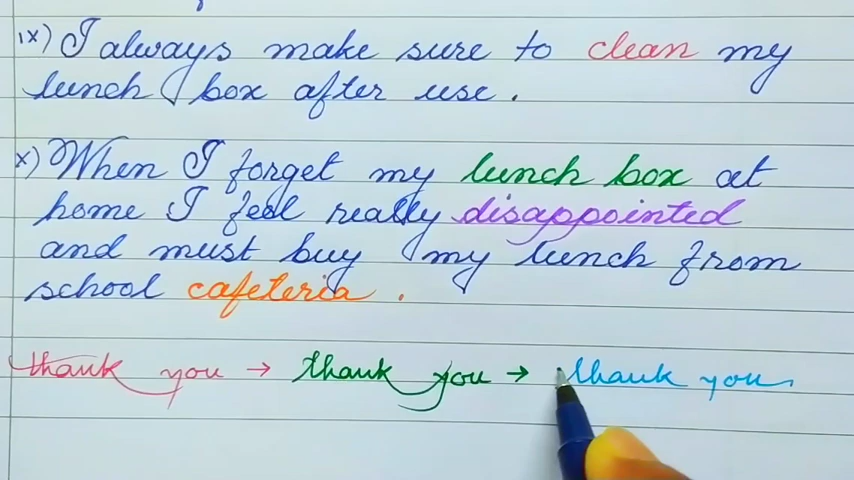 ix) I always make sure to clean my
lunch box after use.
x) When I forget my lunch box at
home I feel really disappointed
and must buy my lunch from
school cafeteria.
thank you → thank you → thank you